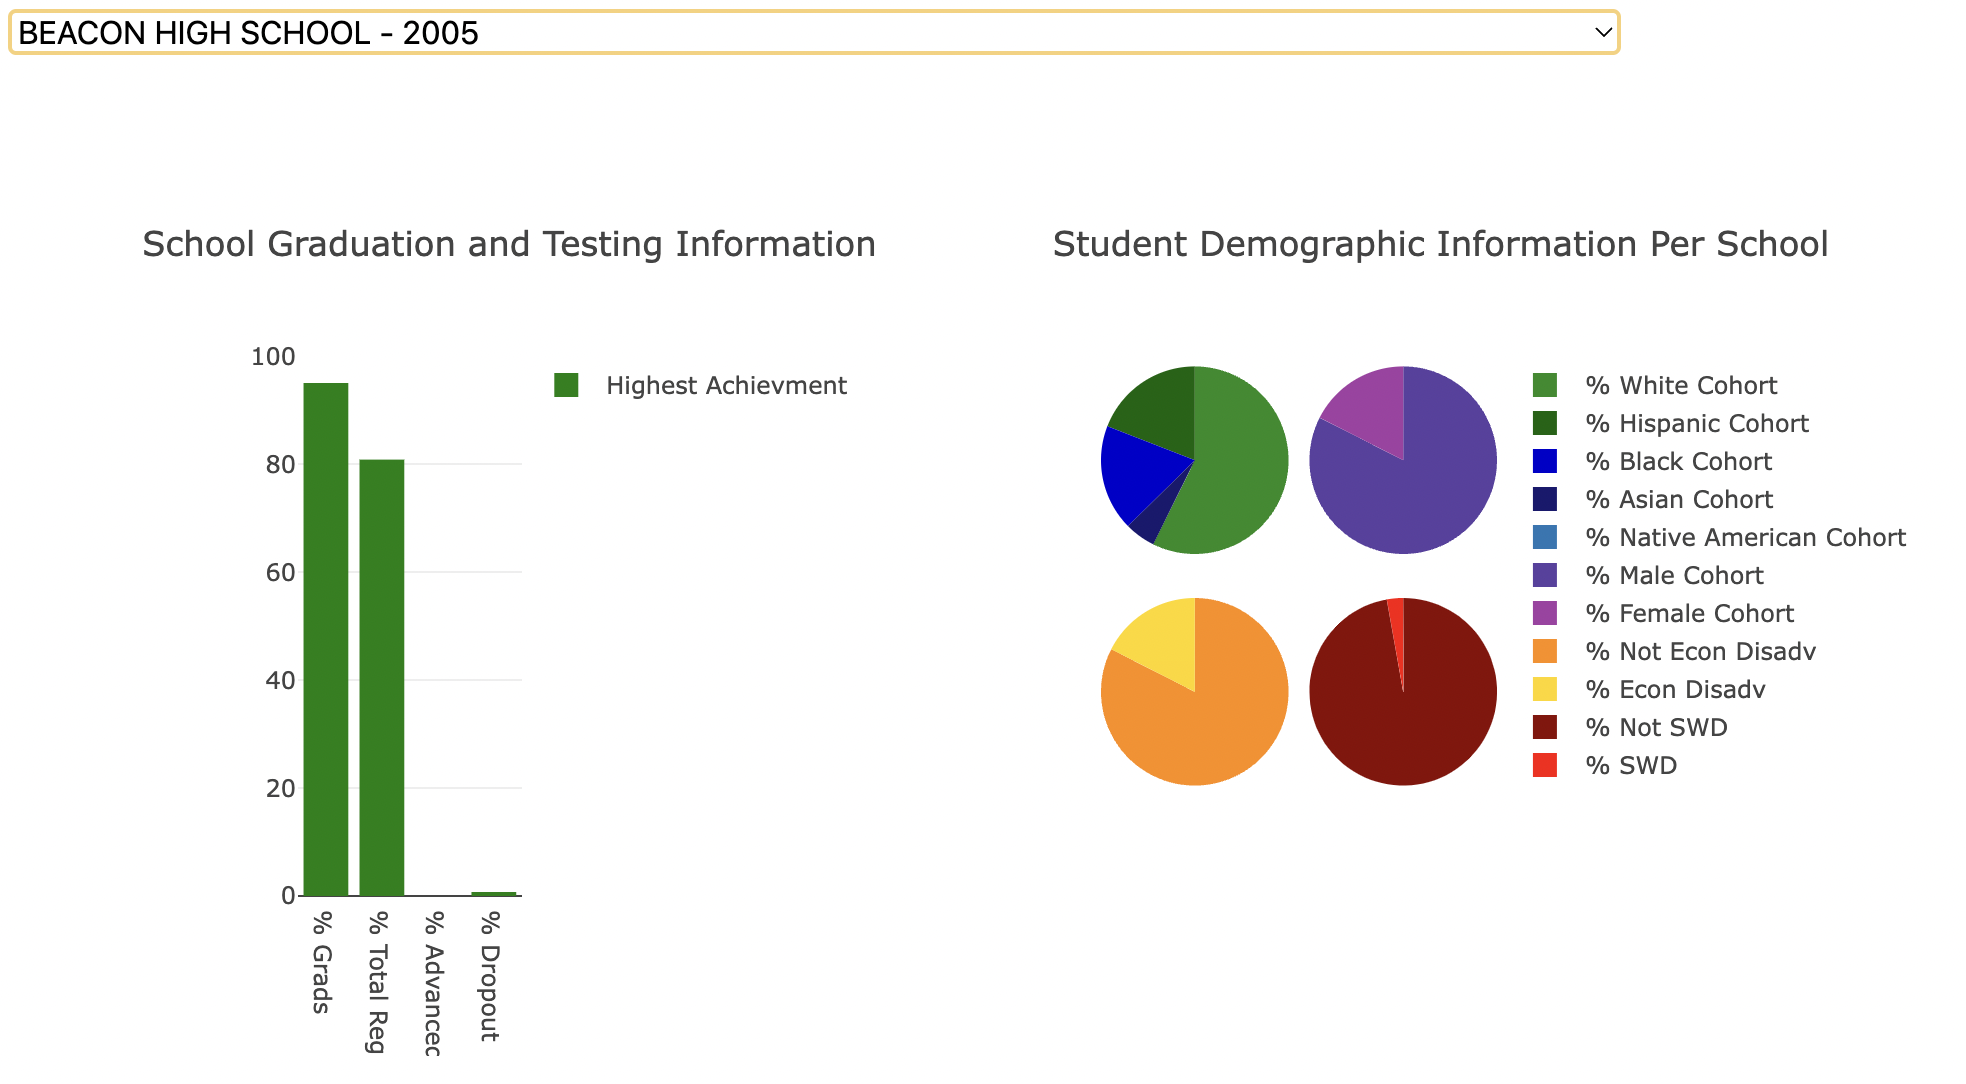 BEACON HIGH SCHOOL - 2005
School Graduation and Testing Information
100
80
60
40
20
0
% Grads
% Total Reg
% Advancec
% Dropout
Highest Achievment
Student Demographic Information Per School
% White Cohort
% Hispanic Cohort
% Black Cohort
% Asian Cohort
% Native American Cohort
% Male Cohort
% Female Cohort
% Not Econ Disadv
% Econ Disadv
% Not SWD
% SWD